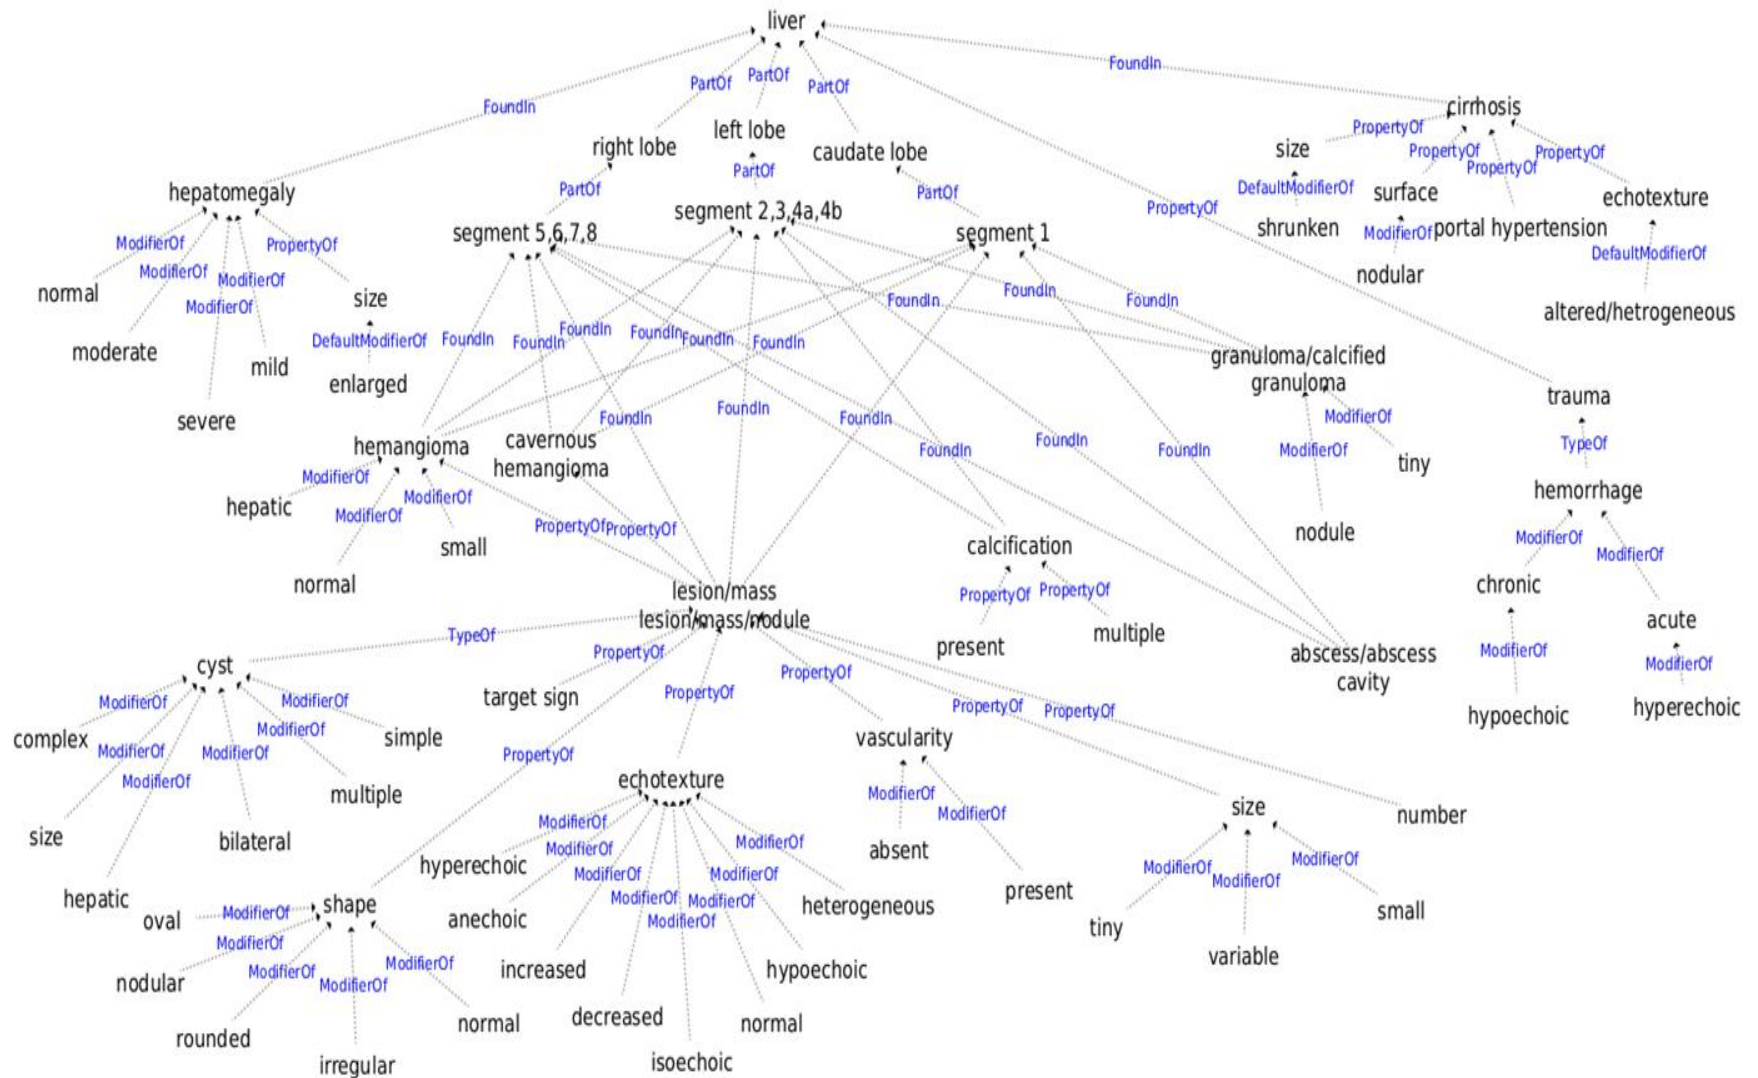 liver
FoundIn
PartOf
PartOf
PartOf
FoundIn
cirrhosis
left lobe
right lobe
caudate lobe
PropertyOf
size
PropertyOf
PropertyOf
PropertyOf
hepatomegaly
PartOf
PartOf
PartOf
DefaultModifierOf
surface
echotexture
PropertyOf
segment 2,3,4a,4b
segment 5,6,7,8
segment 1
shrunken
ModifierOf
portal hypertension
ModifierOf
PropertyOf
ModifierOf
ModifierOf
ModifierOf
DefaultModifierOf
nodular
normal
size
FoundIn
FoundIn
FoundIn
altered/hetrogeneous
DefaultModifierOf
FoundIn
FoundIn
FoundIn
FoundIn
FoundIn
FoundIn
moderate
mild
enlarged
granuloma/calcified
granuloma
trauma
severe
FoundIn
FoundIn
FoundIn
ModifierOf
hemangioma
cavernous
hemangioma
FoundIn
FoundIn
FoundIn
ModifierOf
TypeOf
tiny
ModifierOf
ModifierOf
ModifierOf
hemorrhage
hepatic
small
PropertyOf
PropertyOf
nodule
ModifierOf
ModifierOf
normal
calcification
lesion/mass
lesion/mass/nodule
PropertyOf
PropertyOf
chronic
acute
TypeOf
PropertyOf
present
multiple
abscess/abscess
cavity
ModifierOf
ModifierOf
cyst
PropertyOf
PropertyOf
target sign
ModifierOf
ModifierOf
ModifierOf
ModifierOf
ModifierOf
ModifierOf
PropertyOf
PropertyOf
PropertyOf
hypoechoic
hyperechoic
complex
simple
vascularity
multiple
echotexture
size
bilateral
hepatic
ModifierOf
ModifierOf
size
number
ModifierOf
ModifierOf
ModifierOf
ModifierOf
ModifierOf
ModifierOf
ModifierOf
ModifierOf
absent
present
hyperechoic
anechoic
heterogeneous
ModifierOf
ModifierOf
ModifierOf
tiny
variable
small
oval
ModifierOf
shape
ModifierOf
ModifierOf
ModifierOf
ModifierOf
nodular
rounded
irregular
normal
increased
decreased
isoechoic
normal
hypoechoic